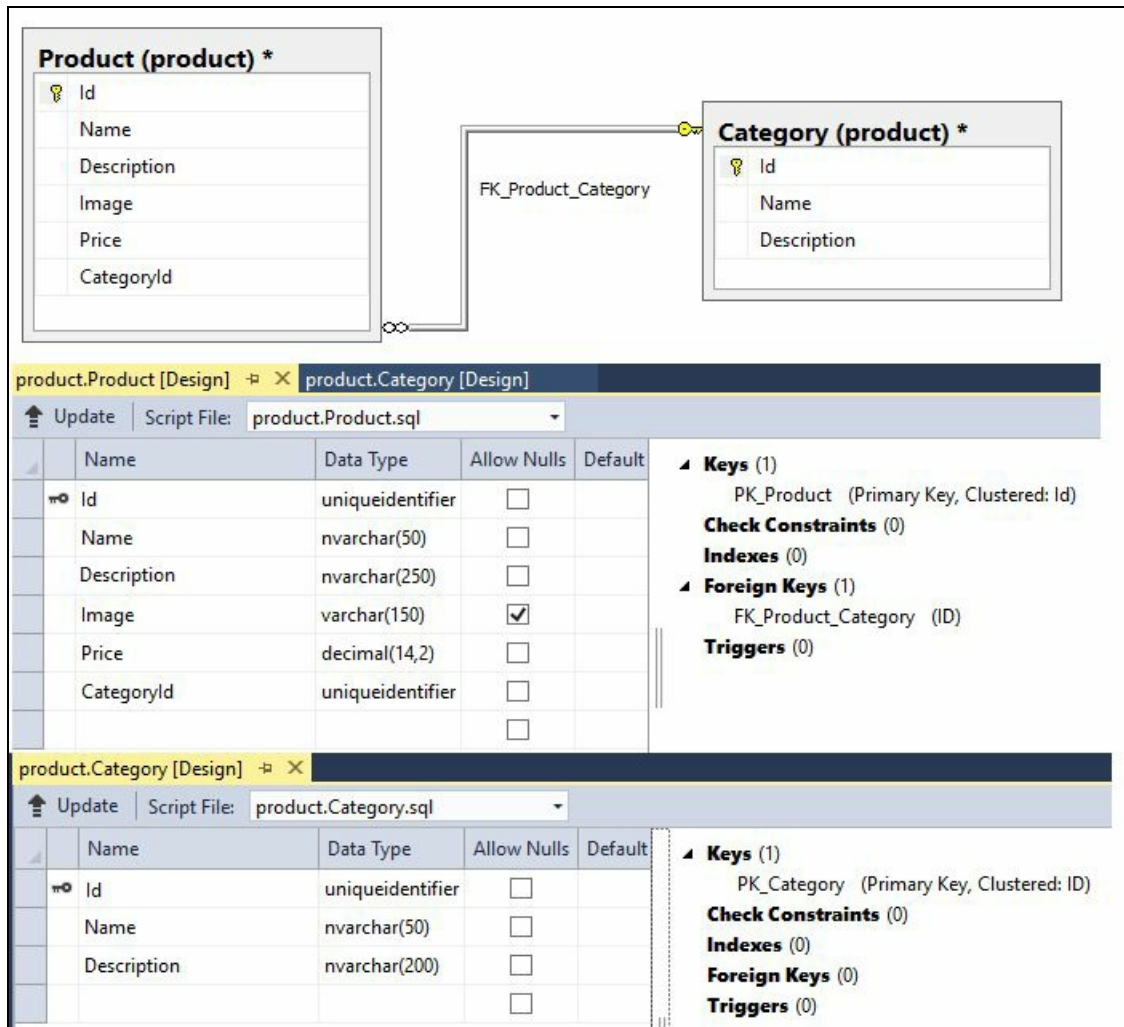 Product (product) *
Id
Name
Description
Image
Price
CategoryId
FK_Product_Category
Category (product) *
Id
Name
Description
product.Product [Design] product.Category [Design]
Update Script File: product.Product.sql
Name Data Type Allow Nulls Default
Id uniqueidentifier
Name nvarchar(50)
Description nvarchar(250)
Image varchar(150)
Price decimal(14,2)
CategoryId uniqueidentifier
Keys (1)
PK_Product (Primary Key, Clustered: Id)
Check Constraints (0)
Indexes (0)
Foreign Keys (1)
FK_Product_Category (ID)
Triggers (0)
product.Category [Design]
Update Script File: product.Category.sql
Name Data Type Allow Nulls Default
Id uniqueidentifier
Name nvarchar(50)
Description nvarchar(200)
Keys (1)
PK_Category (Primary Key, Clustered: ID)
Check Constraints (0)
Indexes (0)
Foreign Keys (0)
Triggers (0)